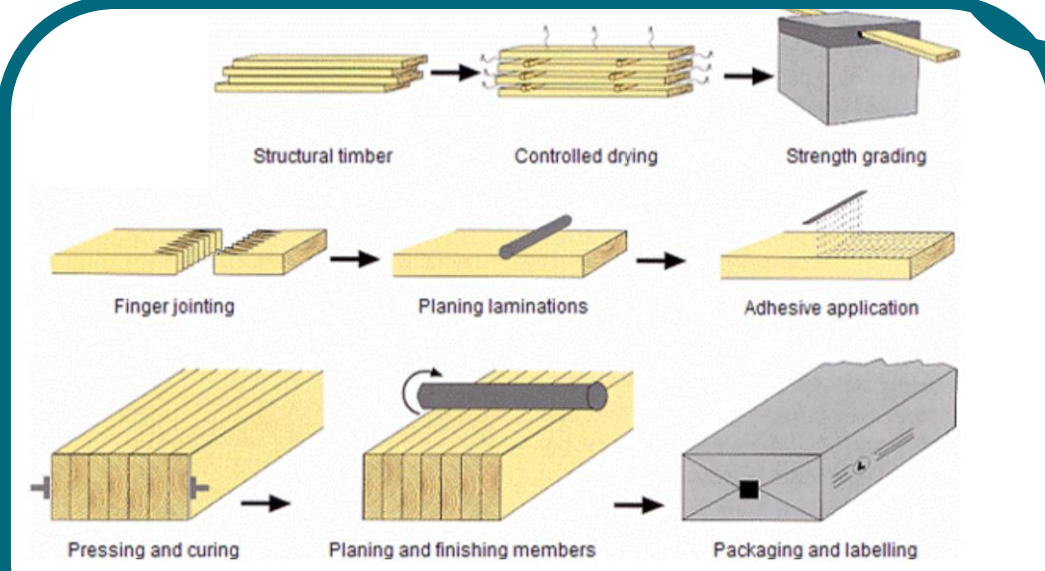 Structural timber
Controlled drying
Strength grading
Finger jointing
Planing laminations
Adhesive application
Pressing and curing
Planing and finishing members
Packaging and labelling